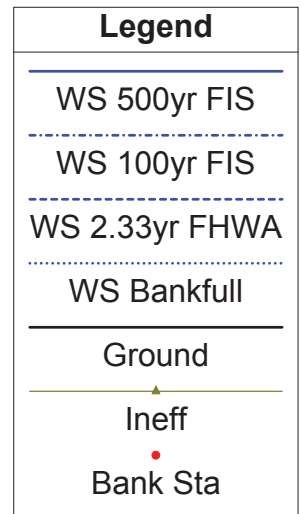 Legend
WS 500yr FIS
WS 100yr FIS
WS 2.33yr FHWA
WS Bankfull
Ground
Ineff
Bank Sta